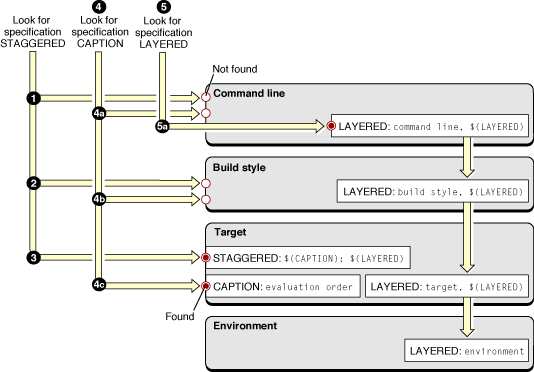 4
5
Look for
specification
STAGGERED
Look for
specification
CAPTION
Look for
specification
LAYERED
Not found
Command line
1
4a
5a
LAYERED: command line, $(LAYERED)
Build style
2
4b
LAYERED: build style, $(LAYERED)
Target
3
STAGGERED: $(CAPTION): $(LAYERED)
4c
CAPTION: evaluation order
LAYERED: target, $(LAYERED)
Found
Environment
LAYERED: environment